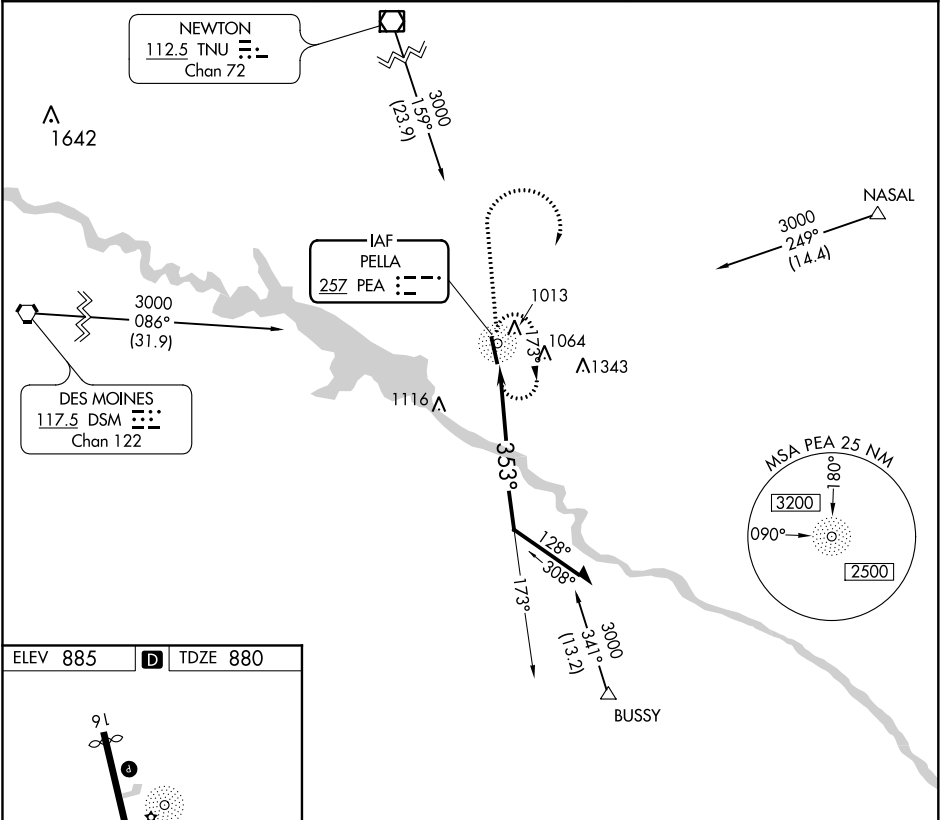 NEWTON
112.5 TNU
Chan 72
3000
159°
(23.9)
1642
NASAL
3000
249°
(14.4)
IAF
PELLA
257 PEA
1013
173°
1064
1343
3000
086°
(31.9)
1116
DES MOINES
117.5 DSM
Chan 122
353°
MSA PEA 25 NM
180°
3200
090°
2500
128°
308°
173°
3000
341°
(13.2)
BUSSY
ELEV 885 D TDZE 880
16
P